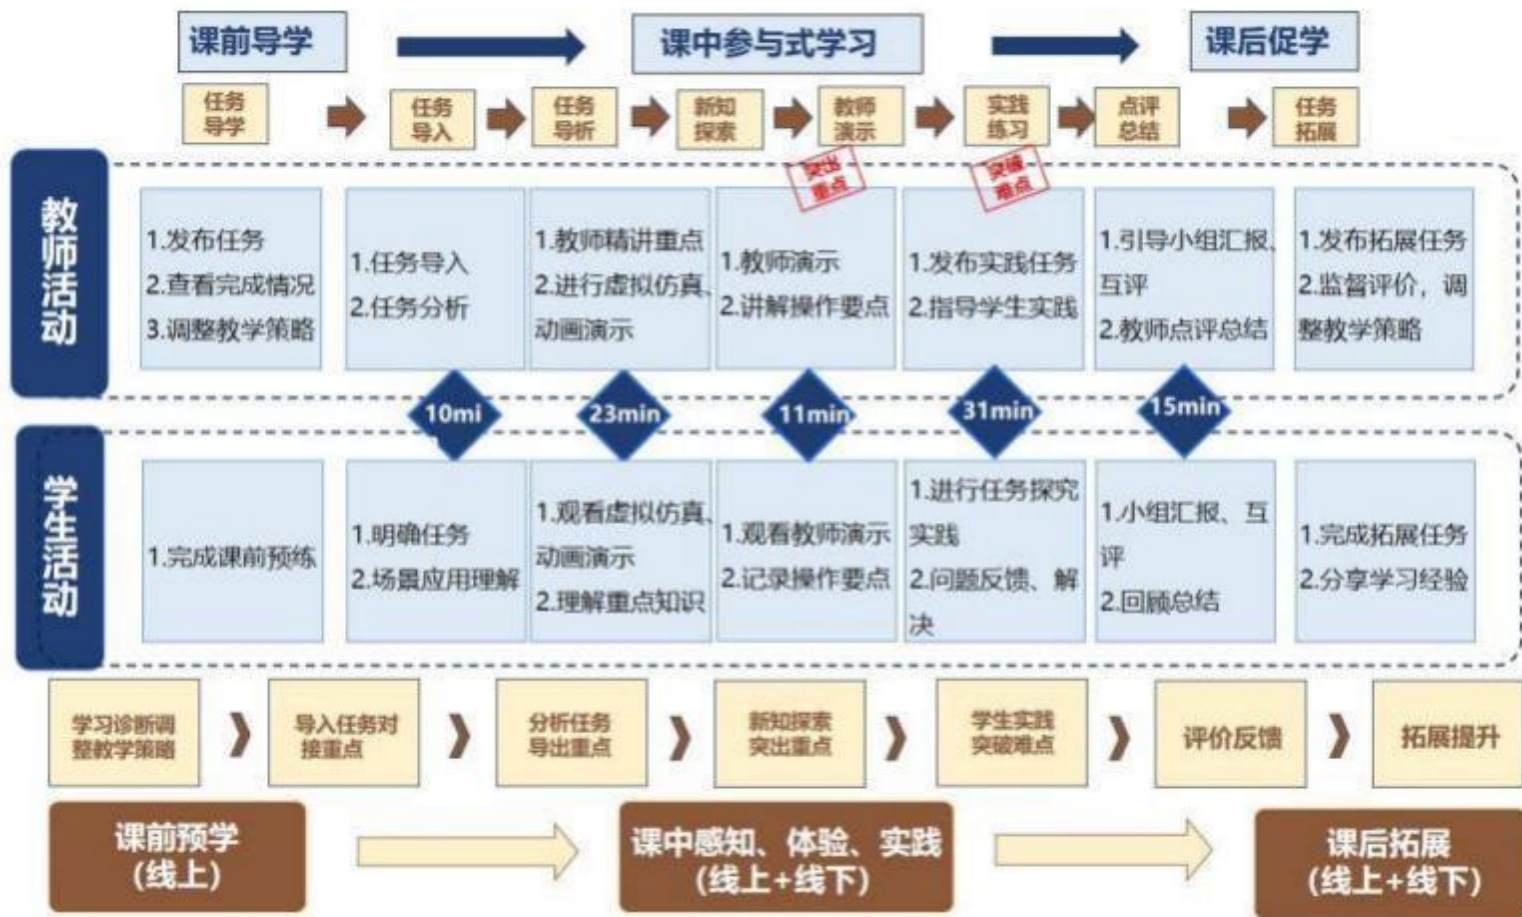 课前导学
课中参与式学习
课后促学
任务
导学
任务
导入
任务
导析
新知
探索
教师
演示
实践
练习
点评
总结
任务
拓展
突出
重点
突破
难点
教师活动
1.发布任务
2.查看完成情况
3.调整教学策略
1.任务导入
2.任务分析
1.教师精讲重点
2.进行虚拟仿真、
动画演示
1.教师演示
2.讲解操作要点
1.发布实践任务
2.指导学生实践
1.引导小组汇报、
互评
2.教师点评总结
1.发布拓展任务
2.监督评价，调
整教学策略
10mi
23min
11min
31min
15min
学生活动
1.完成课前预练
1.明确任务
2.场景应用理解
1.观看虚拟仿真、
动画演示
2.理解重点知识
1.观看教师演示
2.记录操作要点
1.进行任务探究
实践
2.问题反馈、解
决
1.小组汇报、互
评
2.回顾总结
1.完成拓展任务
2.分享学习经验
学习诊断调
整教学策略
导入任务对
接重点
分析任务
导出重点
新知探索
突出重点
学生实践
突破难点
评价反馈
拓展提升
课前预学
(线上)
课中感知、体验、实践
(线上+线下)
课后拓展
(线上+线下)